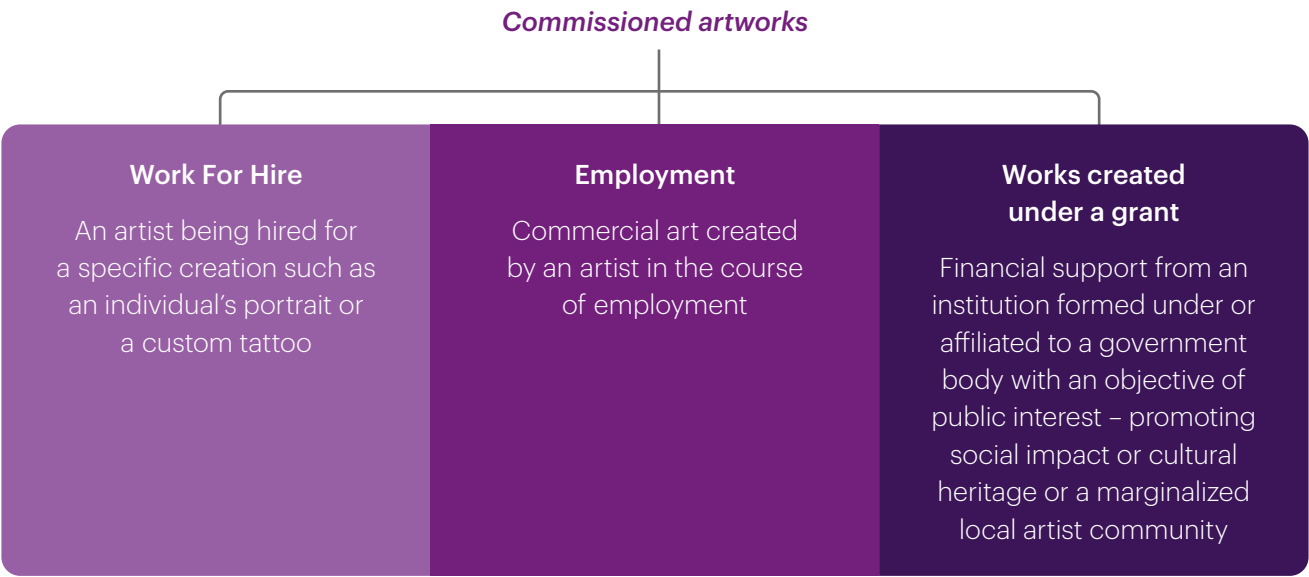 Commissioned artworks
Work For Hire
An artist being hired for
a specific creation such as
an individual’s portrait or
a custom tattoo
Employment
Commercial art created
by an artist in the course
of employment
Works created
under a grant
Financial support from an
institution formed under or
affiliated to a government
body with an objective of
public interest – promoting
social impact or cultural
heritage or a marginalized
local artist community